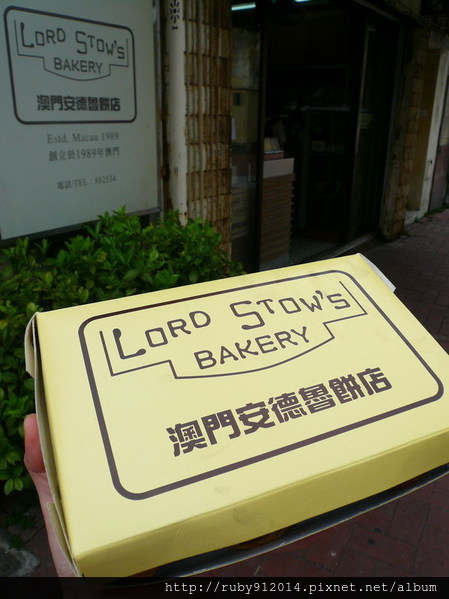 LORD STOW'S
BAKERY
澳門安德魯餅店
Estd. Macau 1989
創立於1989年澳門
電話/TEL : 882534
LORD STOW'S
BAKERY
澳門安德魯餅店
http://ruby912014.pixnet.net/album